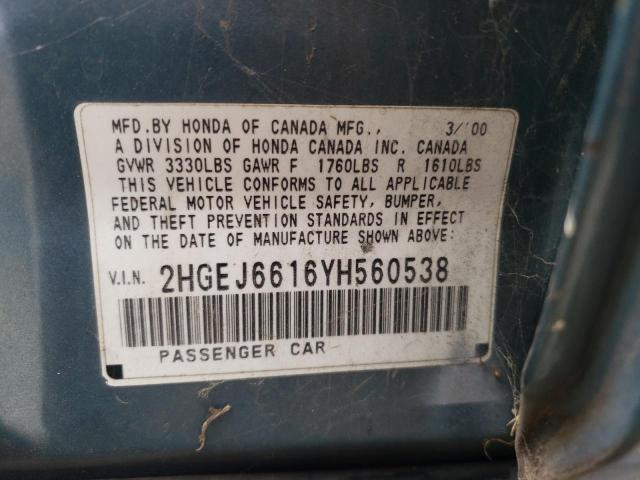 MFD.BY HONDA OF CANADA MFG., 3/'00
A DIVISION OF HONDA CANADA INC. CANADA
GVWR 3330LBS GAWR F 1760LBS R 1610LBS
THIS VEHICLE CONFORMS TO ALL APPLICABLE
FEDERAL MOTOR VEHICLE SAFETY, BUMPER,
AND THEFT PREVENTION STANDARDS IN EFFECT
ON THE DATE OF MANUFACTURE SHOWN ABOVE:
V.I.N. 2HGEJ6616YH560538
PASSENGER CAR